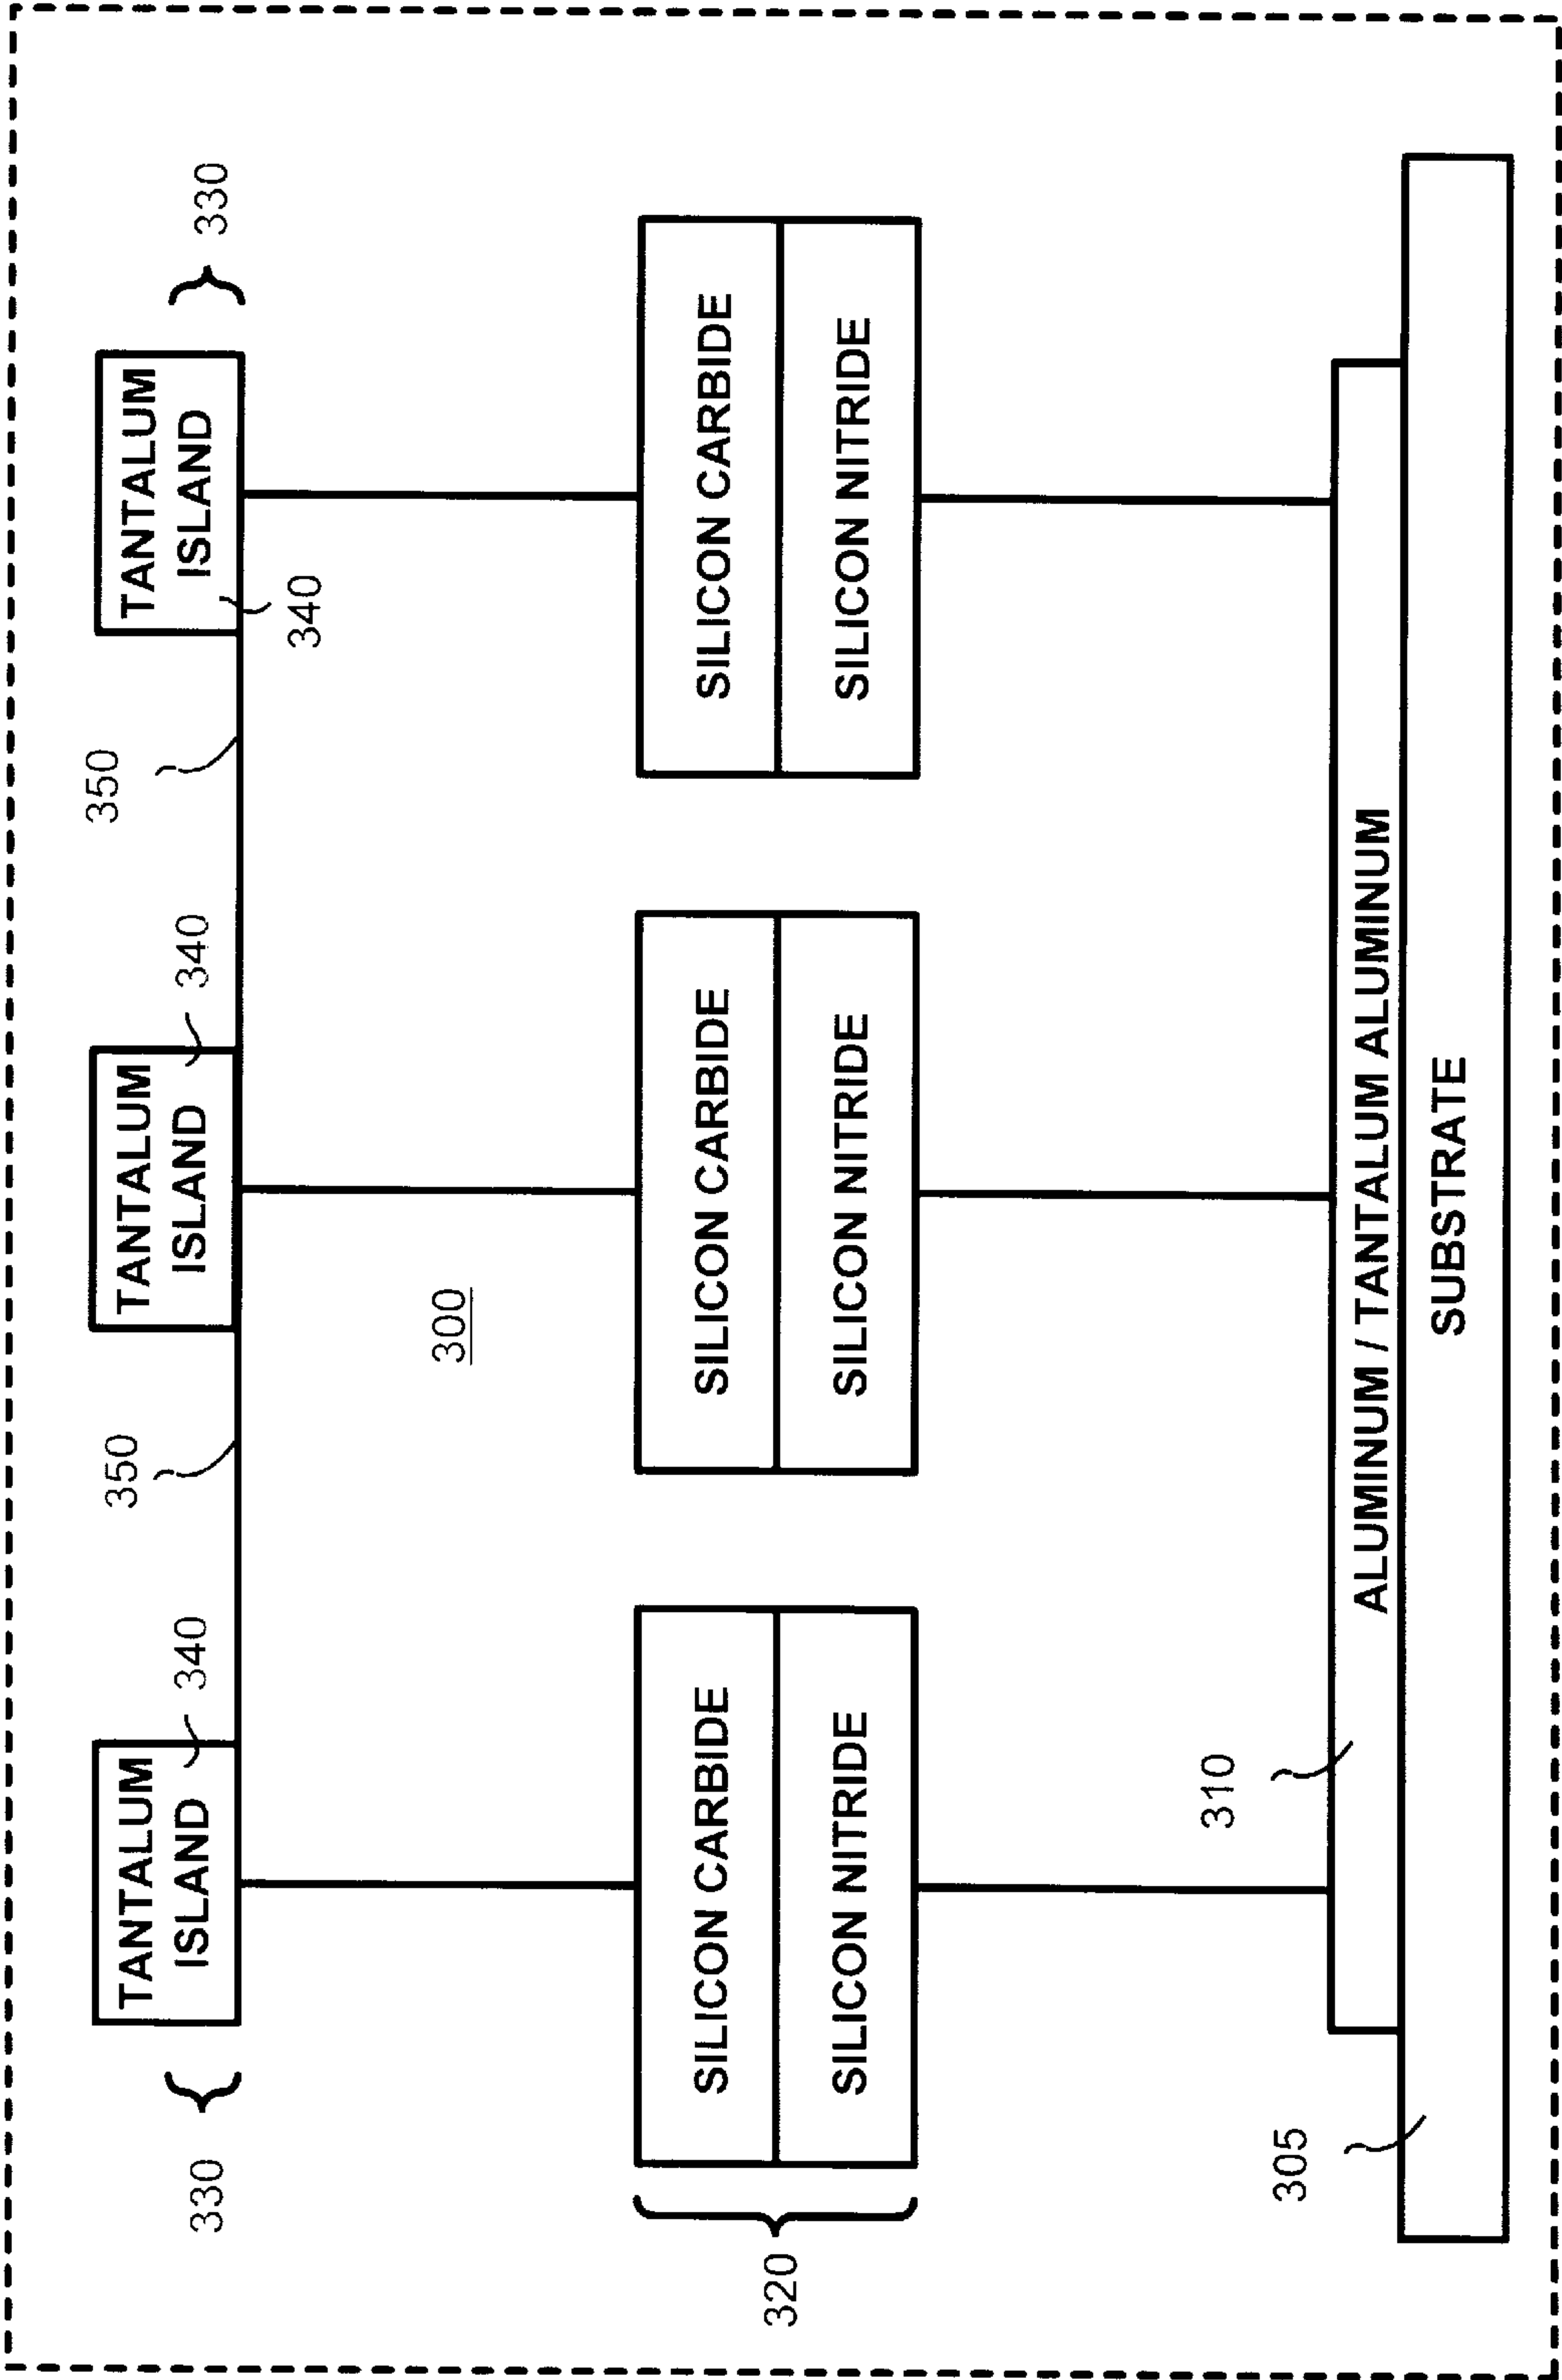 330
TANTALUM
ISLAND
340
350
TANTALUM
ISLAND
340
350
TANTALUM
ISLAND
340
330
300
320
SILICON CARBIDE
SILICON NITRIDE
SILICON CARBIDE
SILICON NITRIDE
SILICON CARBIDE
SILICON NITRIDE
310
305
ALUMINUM / TANTALUM ALUMINUM
SUBSTRATE